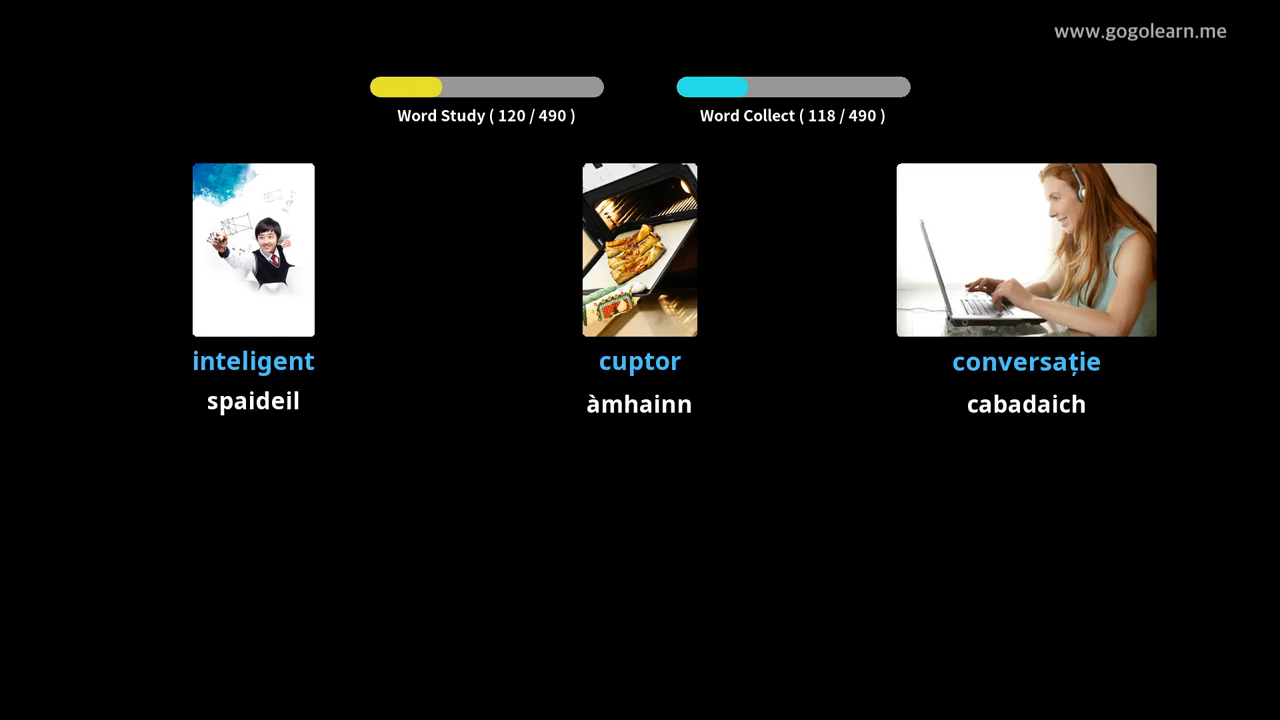 www.gogolearn.me
Word Study ( 120 / 490 )
Word Collect ( 118 / 490 )
inteligent
spaideil
cuptor
àmhainn
conversație
cabadaich